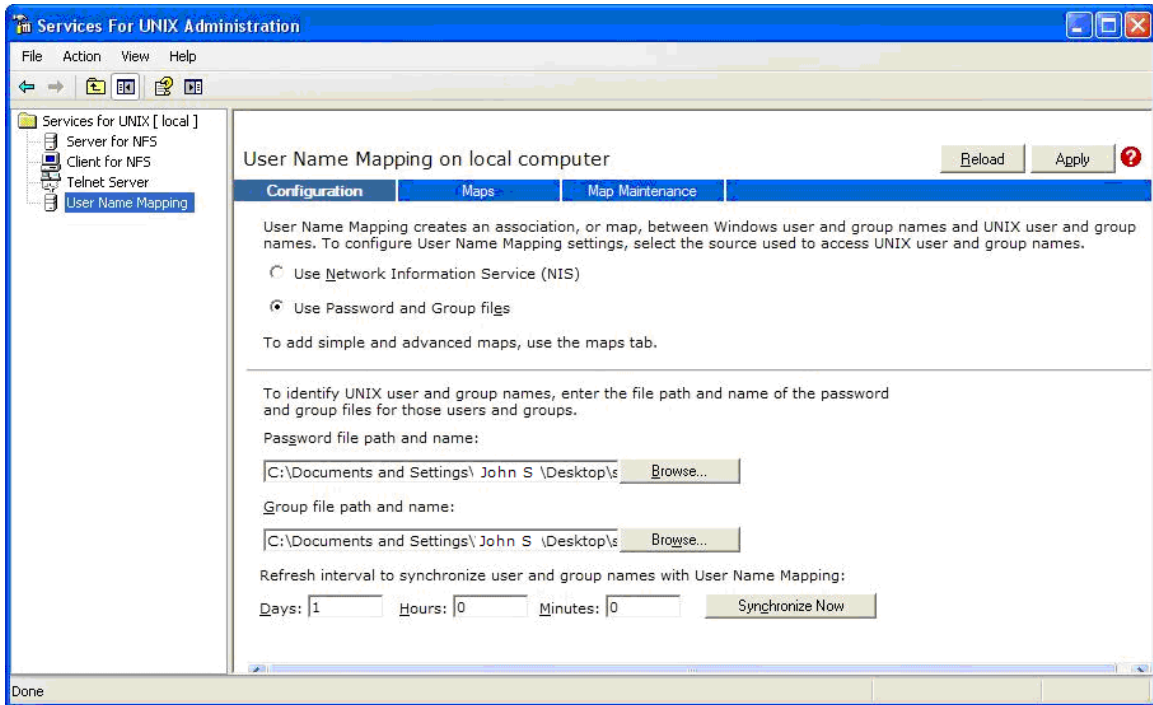 Services For UNIX Administration
File Action View Help
Services for UNIX [ local ]
Server for NFS
Client for NFS
Telnet Server
User Name Mapping
User Name Mapping on local computer
Reload Apply ?
Configuration Maps Map Maintenance
User Name Mapping creates an association, or map, between Windows user and group names and UNIX user and group
names. To configure User Name Mapping settings, select the source used to access UNIX user and group names.
Use Network Information Service (NIS)
Use Password and Group files
To add simple and advanced maps, use the maps tab.
To identify UNIX user and group names, enter the file path and name of the password
and group files for those users and groups.
Password file path and name:
C:\Documents and Settings\ John S \Desktop\s Browse...
Group file path and name:
C:\Documents and Settings\ John S \Desktop\s Browse...
Refresh interval to synchronize user and group names with User Name Mapping:
Days: 1 Hours: 0 Minutes: 0 Synchronize Now
Done